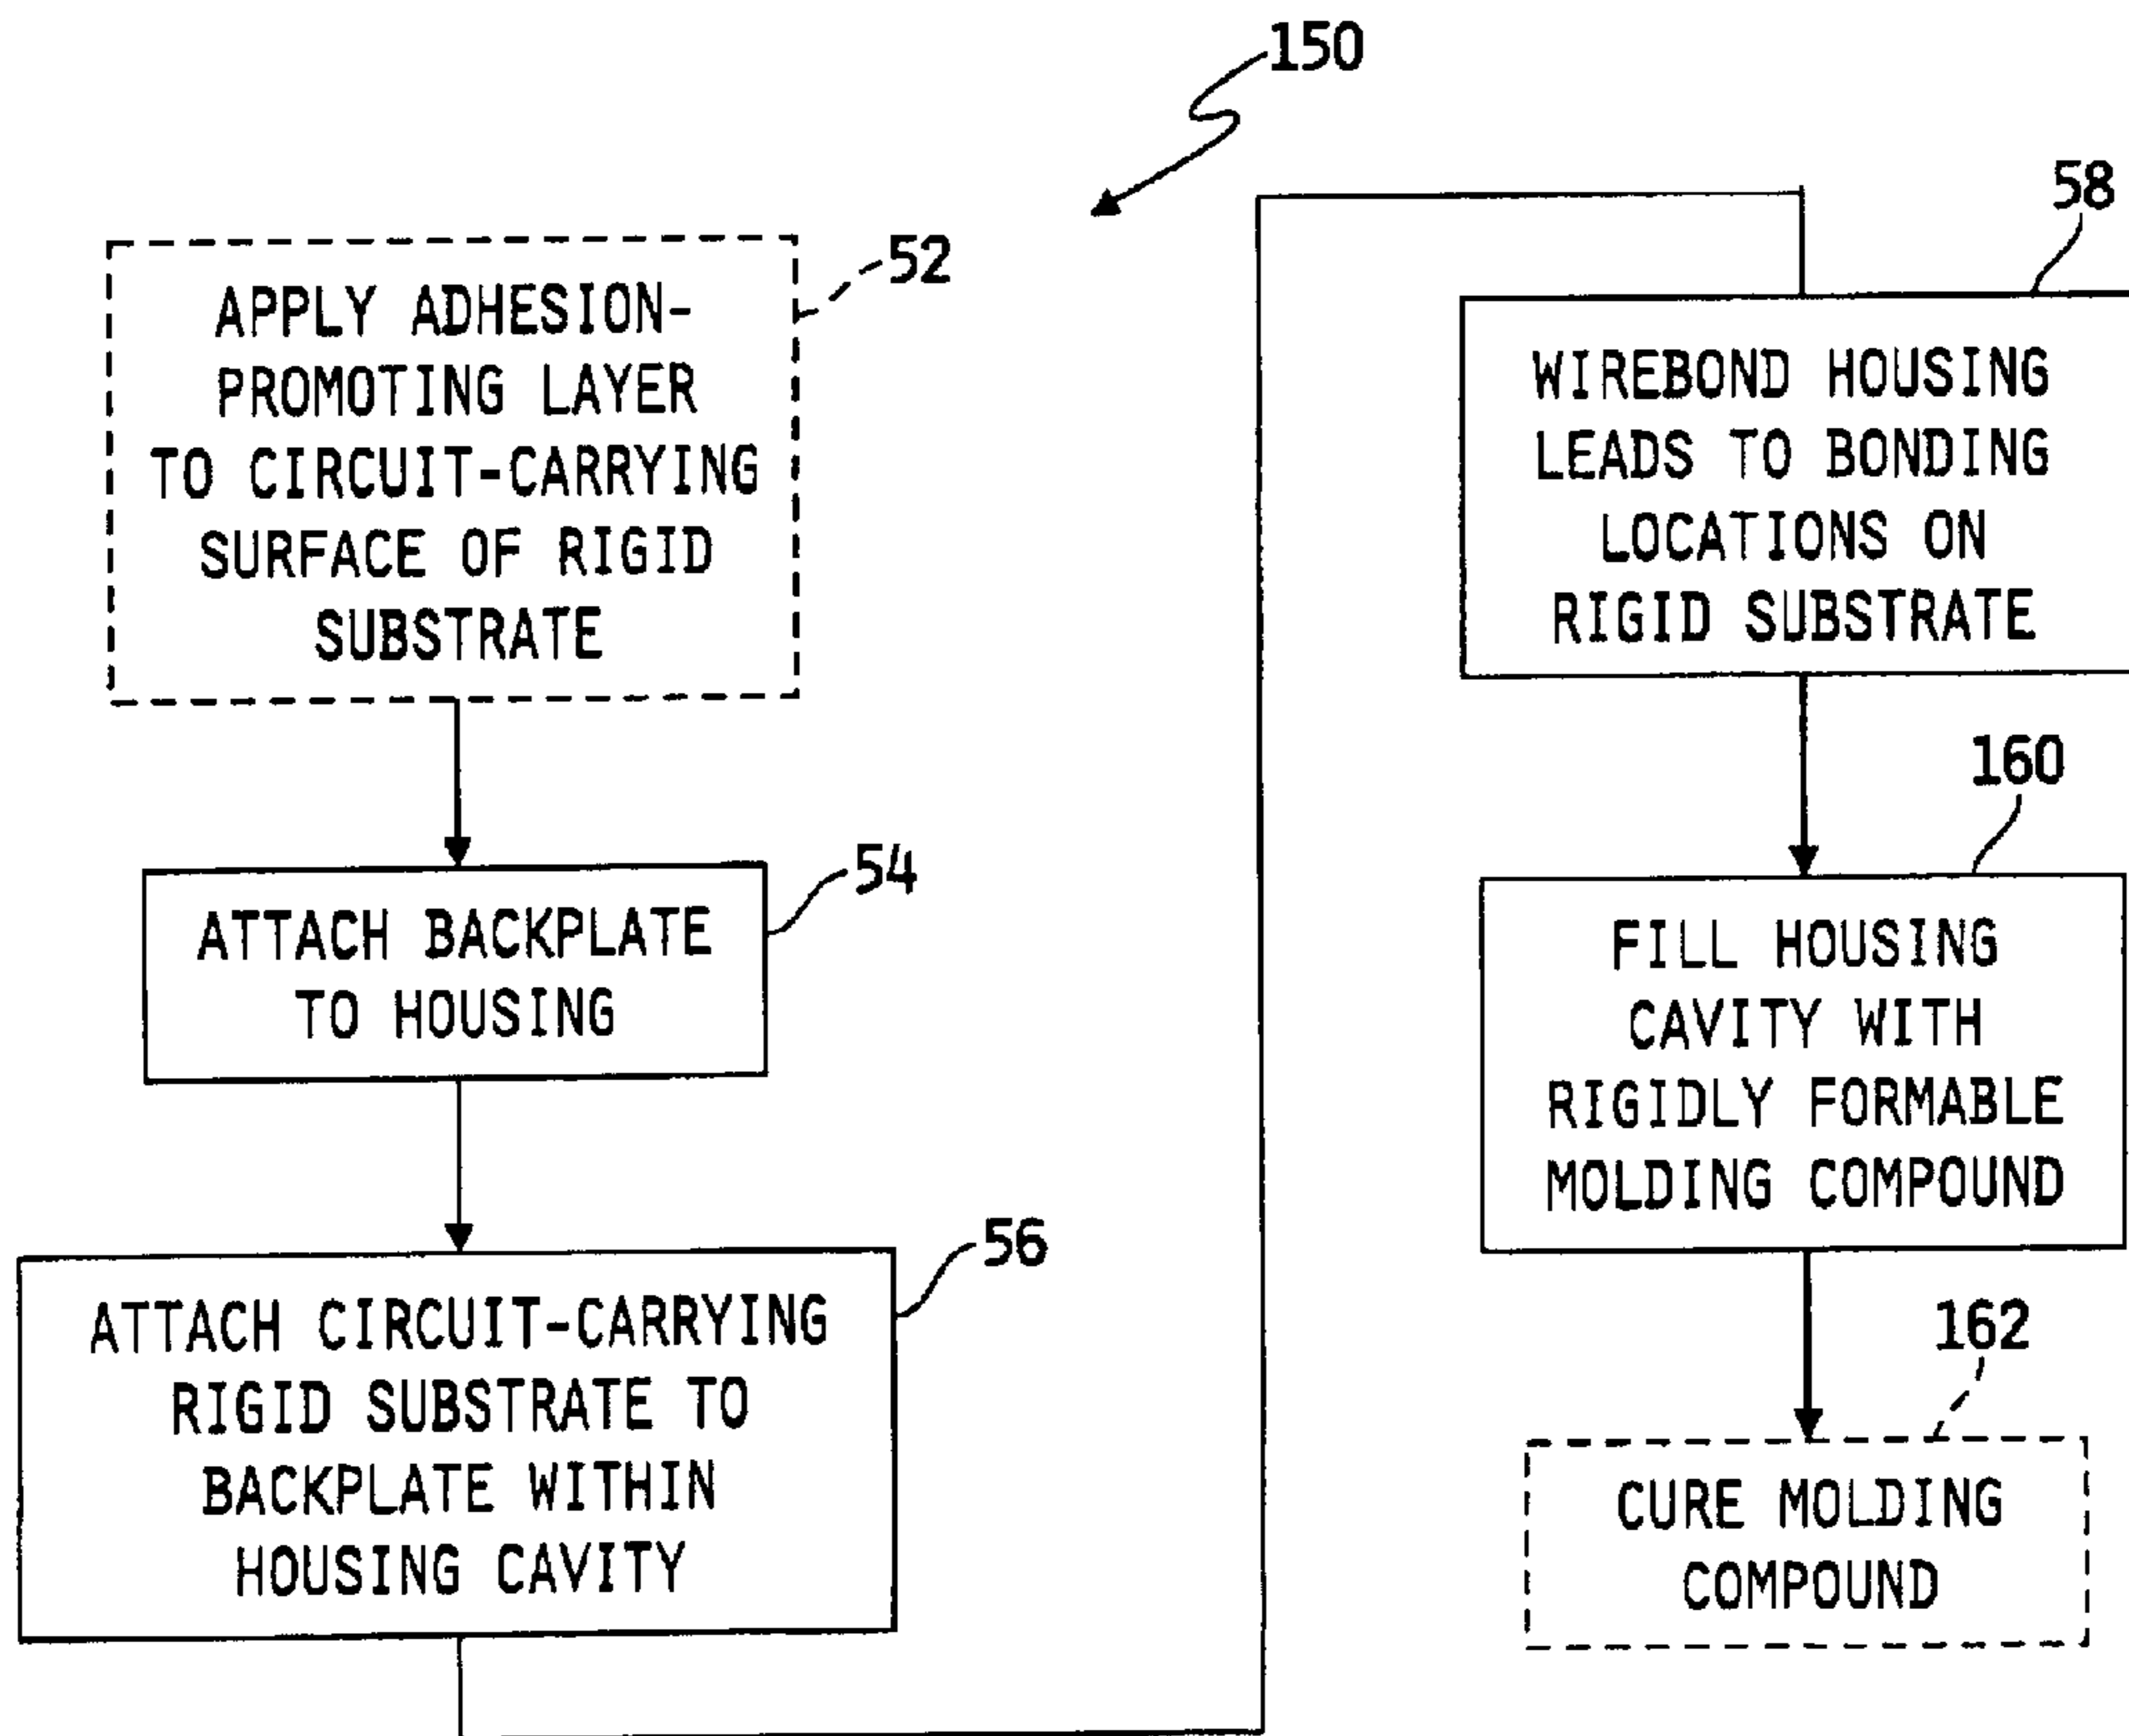 150
52
APPLY ADHESION-
PROMOTING LAYER
TO CIRCUIT-CARRYING
SURFACE OF RIGID
SUBSTRATE
54
ATTACH BACKPLATE
TO HOUSING
56
ATTACH CIRCUIT-CARRYING
RIGID SUBSTRATE TO
BACKPLATE WITHIN
HOUSING CAVITY
58
WIREBOND HOUSING
LEADS TO BONDING
LOCATIONS ON
RIGID SUBSTRATE
160
FILL HOUSING
CAVITY WITH
RIGIDLY FORMABLE
MOLDING COMPOUND
162
CURE MOLDING
COMPOUND